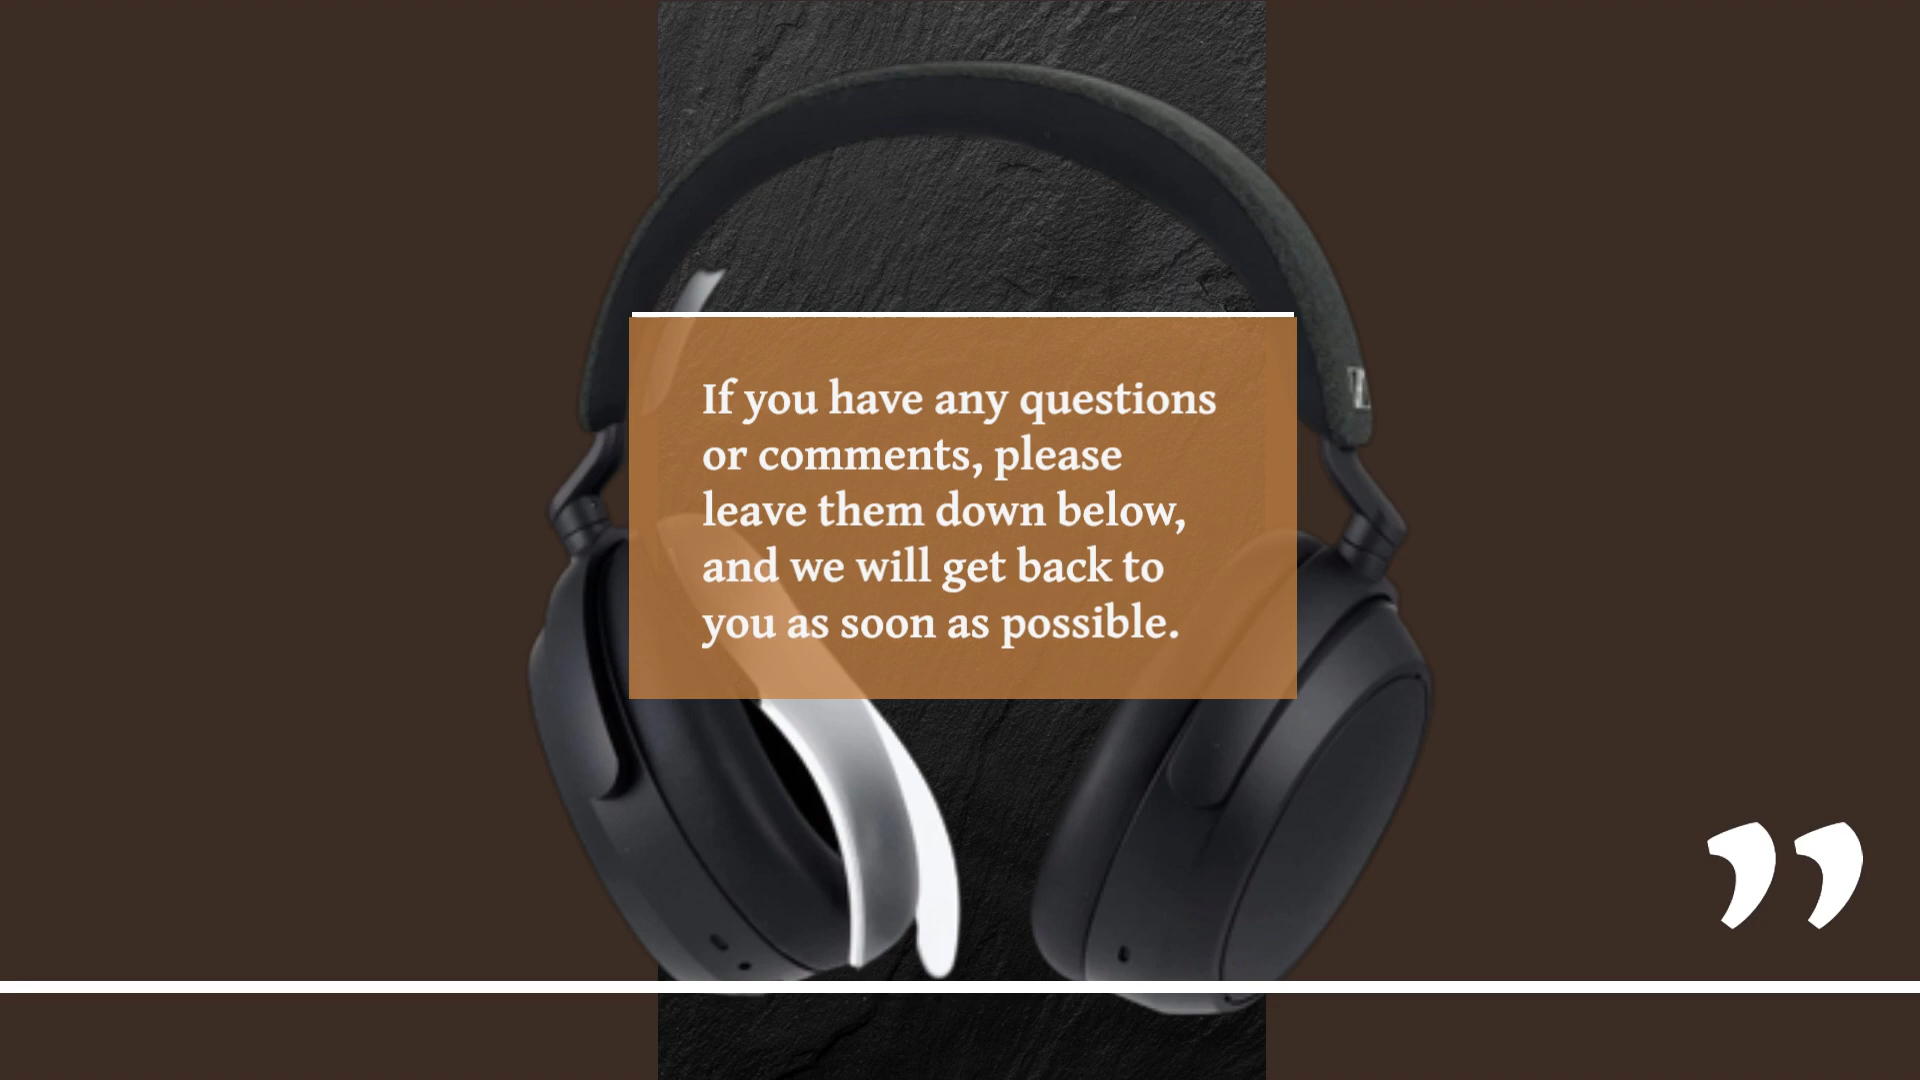 If you have any questions
or comments, please
leave them down below,
and we will get back to
you as soon as possible.
”